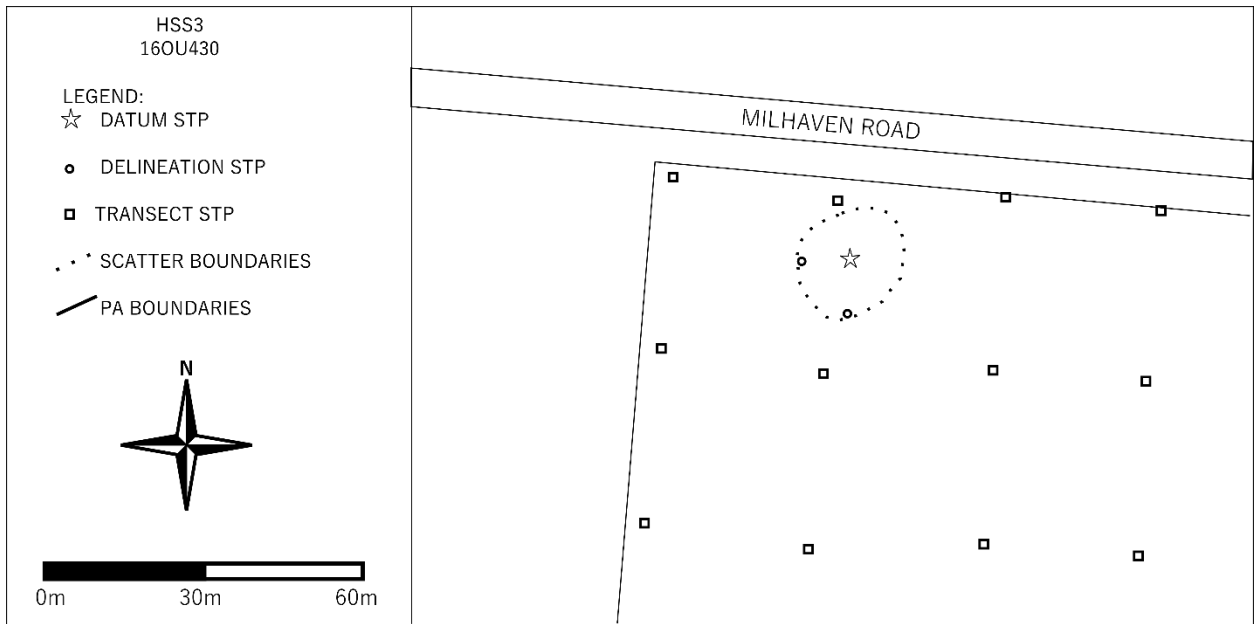 HSS3
16OU430
LEGEND:
DATUM STP
DELINEATION STP
TRANSECT STP
SCATTER BOUNDARIES
PA BOUNDARIES
N
0m 30m 60m
MILHAVEN ROAD